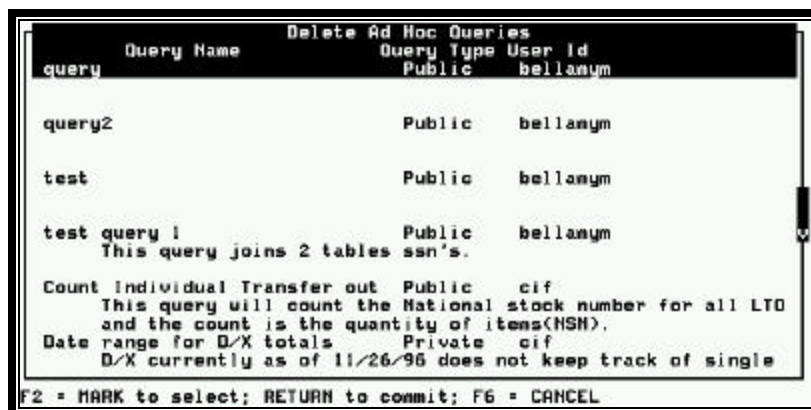 Delete Ad Hoc Queries
Query Name Query Type User Id
query Public bellamym
query2 Public bellamym
test Public bellamym
test query 1 Public bellamym
This query joins 2 tables ssn's.
Count Individual Transfer out Public cif
This query will count the National stock number for all LTO
and the count is the quantity of items(NSN).
Date range for D/X totals Private cif
D/X currently as of 11/26/96 does not keep track of single
F2 = MARK to select; RETURN to commit; F6 = CANCEL